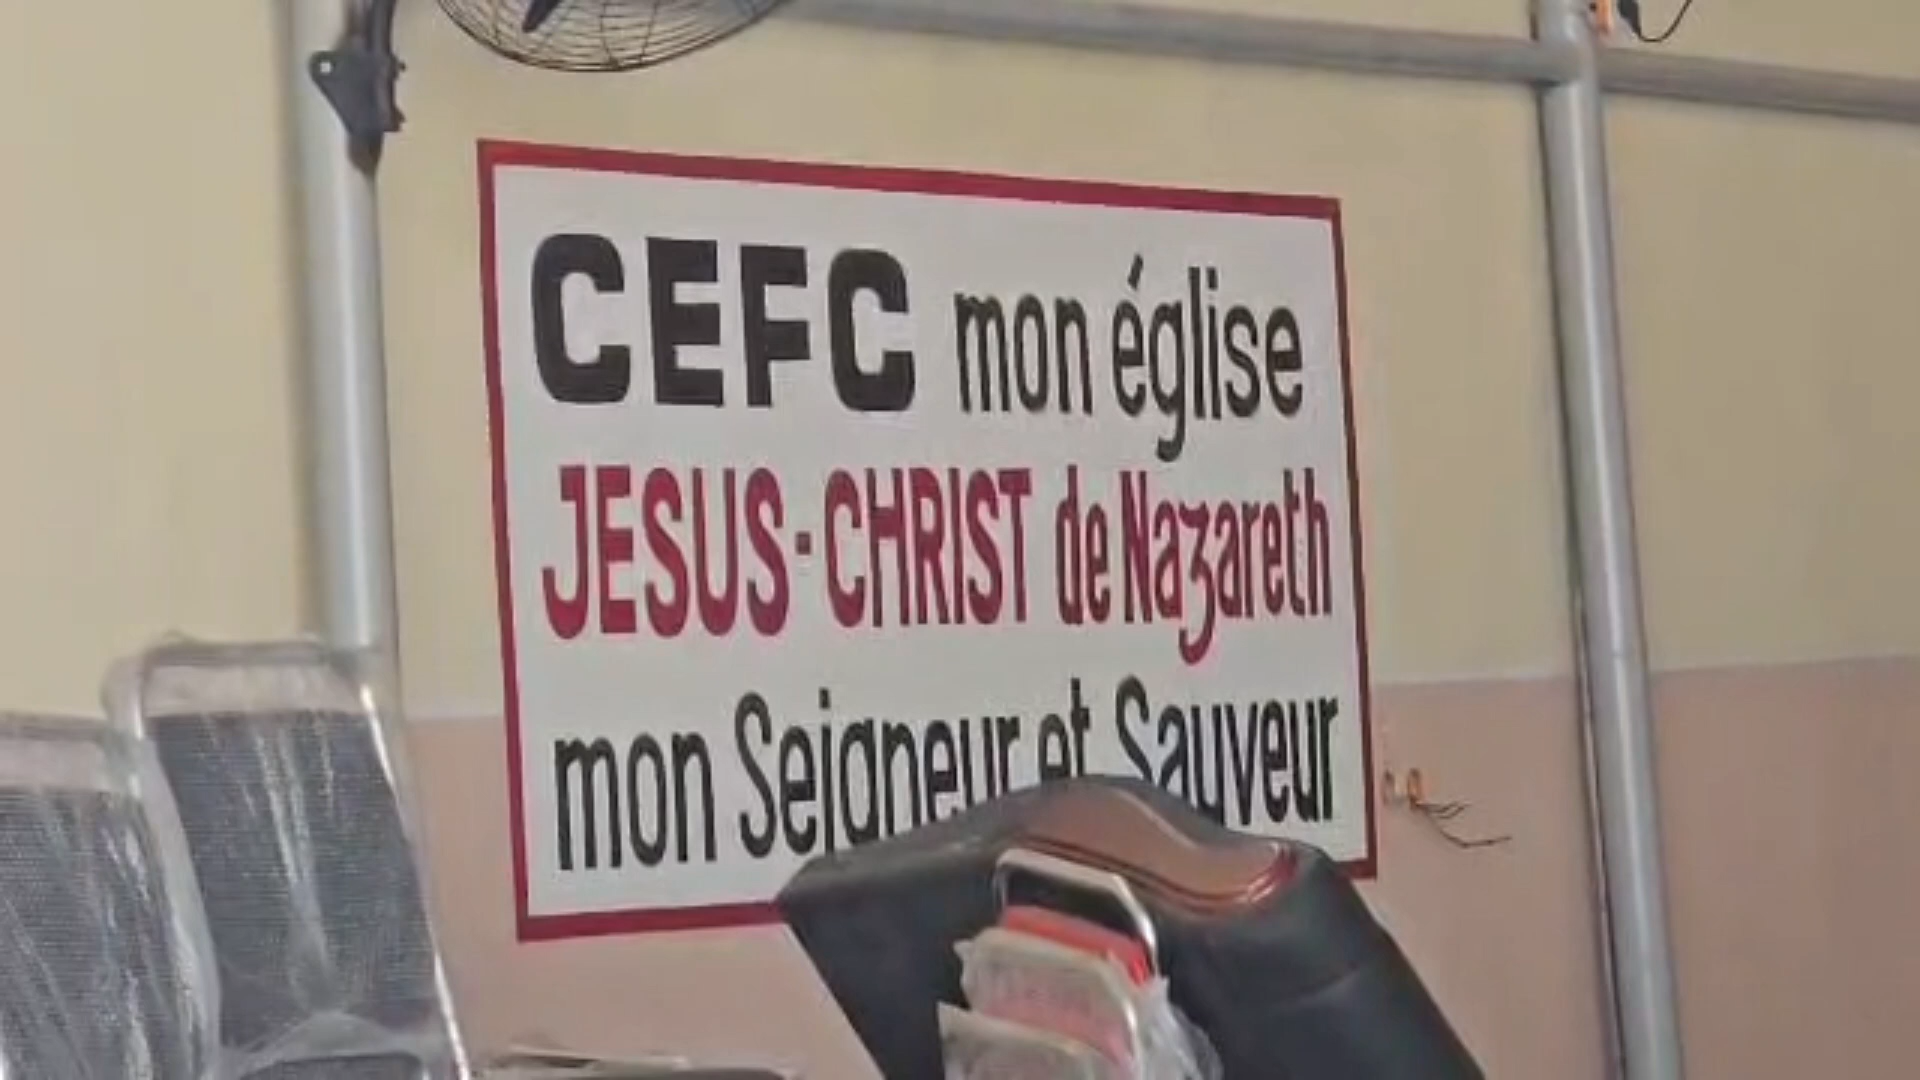 CEFC mon église
JESUS-CHRIST de Nazareth
mon Seigneur et Sauveur